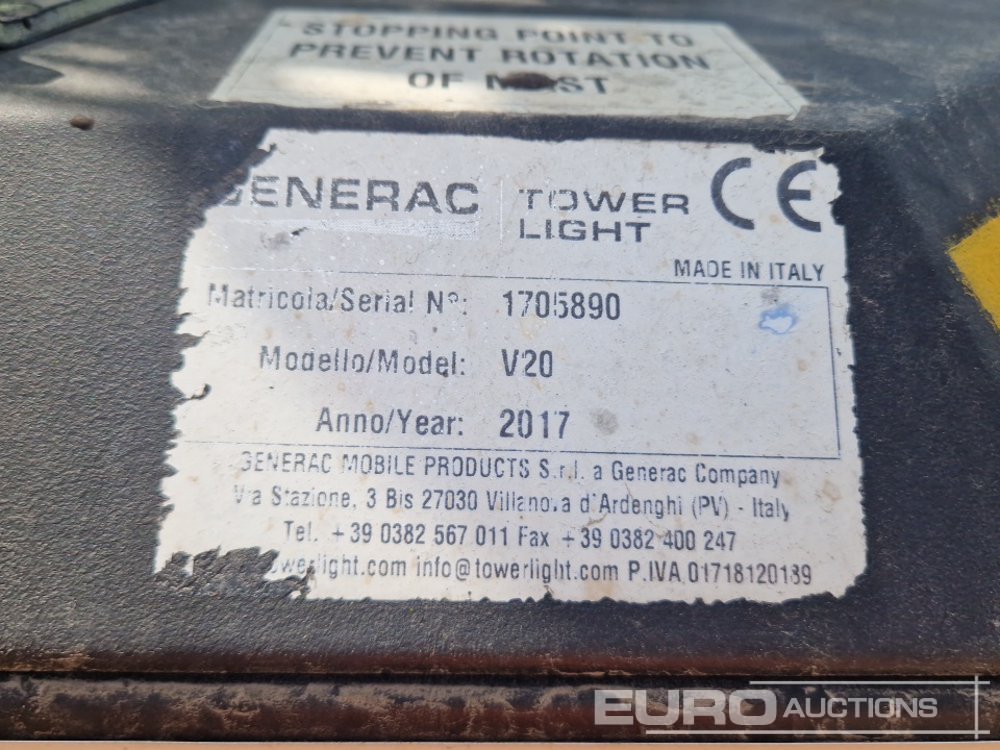 STOPPING POINT TO
PREVENT ROTATION
OF MAST
GENERAC
TOWER
LIGHT
CE
MADE IN ITALY
Matricola/Serial Nº: 1705890
Modello/Model: V20
Anno/Year: 2017
GENERAC MOBILE PRODUCTS S.r.l. a Generac Company
Via Stazione, 3 Bis 27030 Villanova d'Ardenghi (PV) - Italy
Tel. +39 0382 567 011 Fax +39 0382 400 247
towerlight.com info@towerlight.com P.IVA 01718120189
EURO AUCTIONS